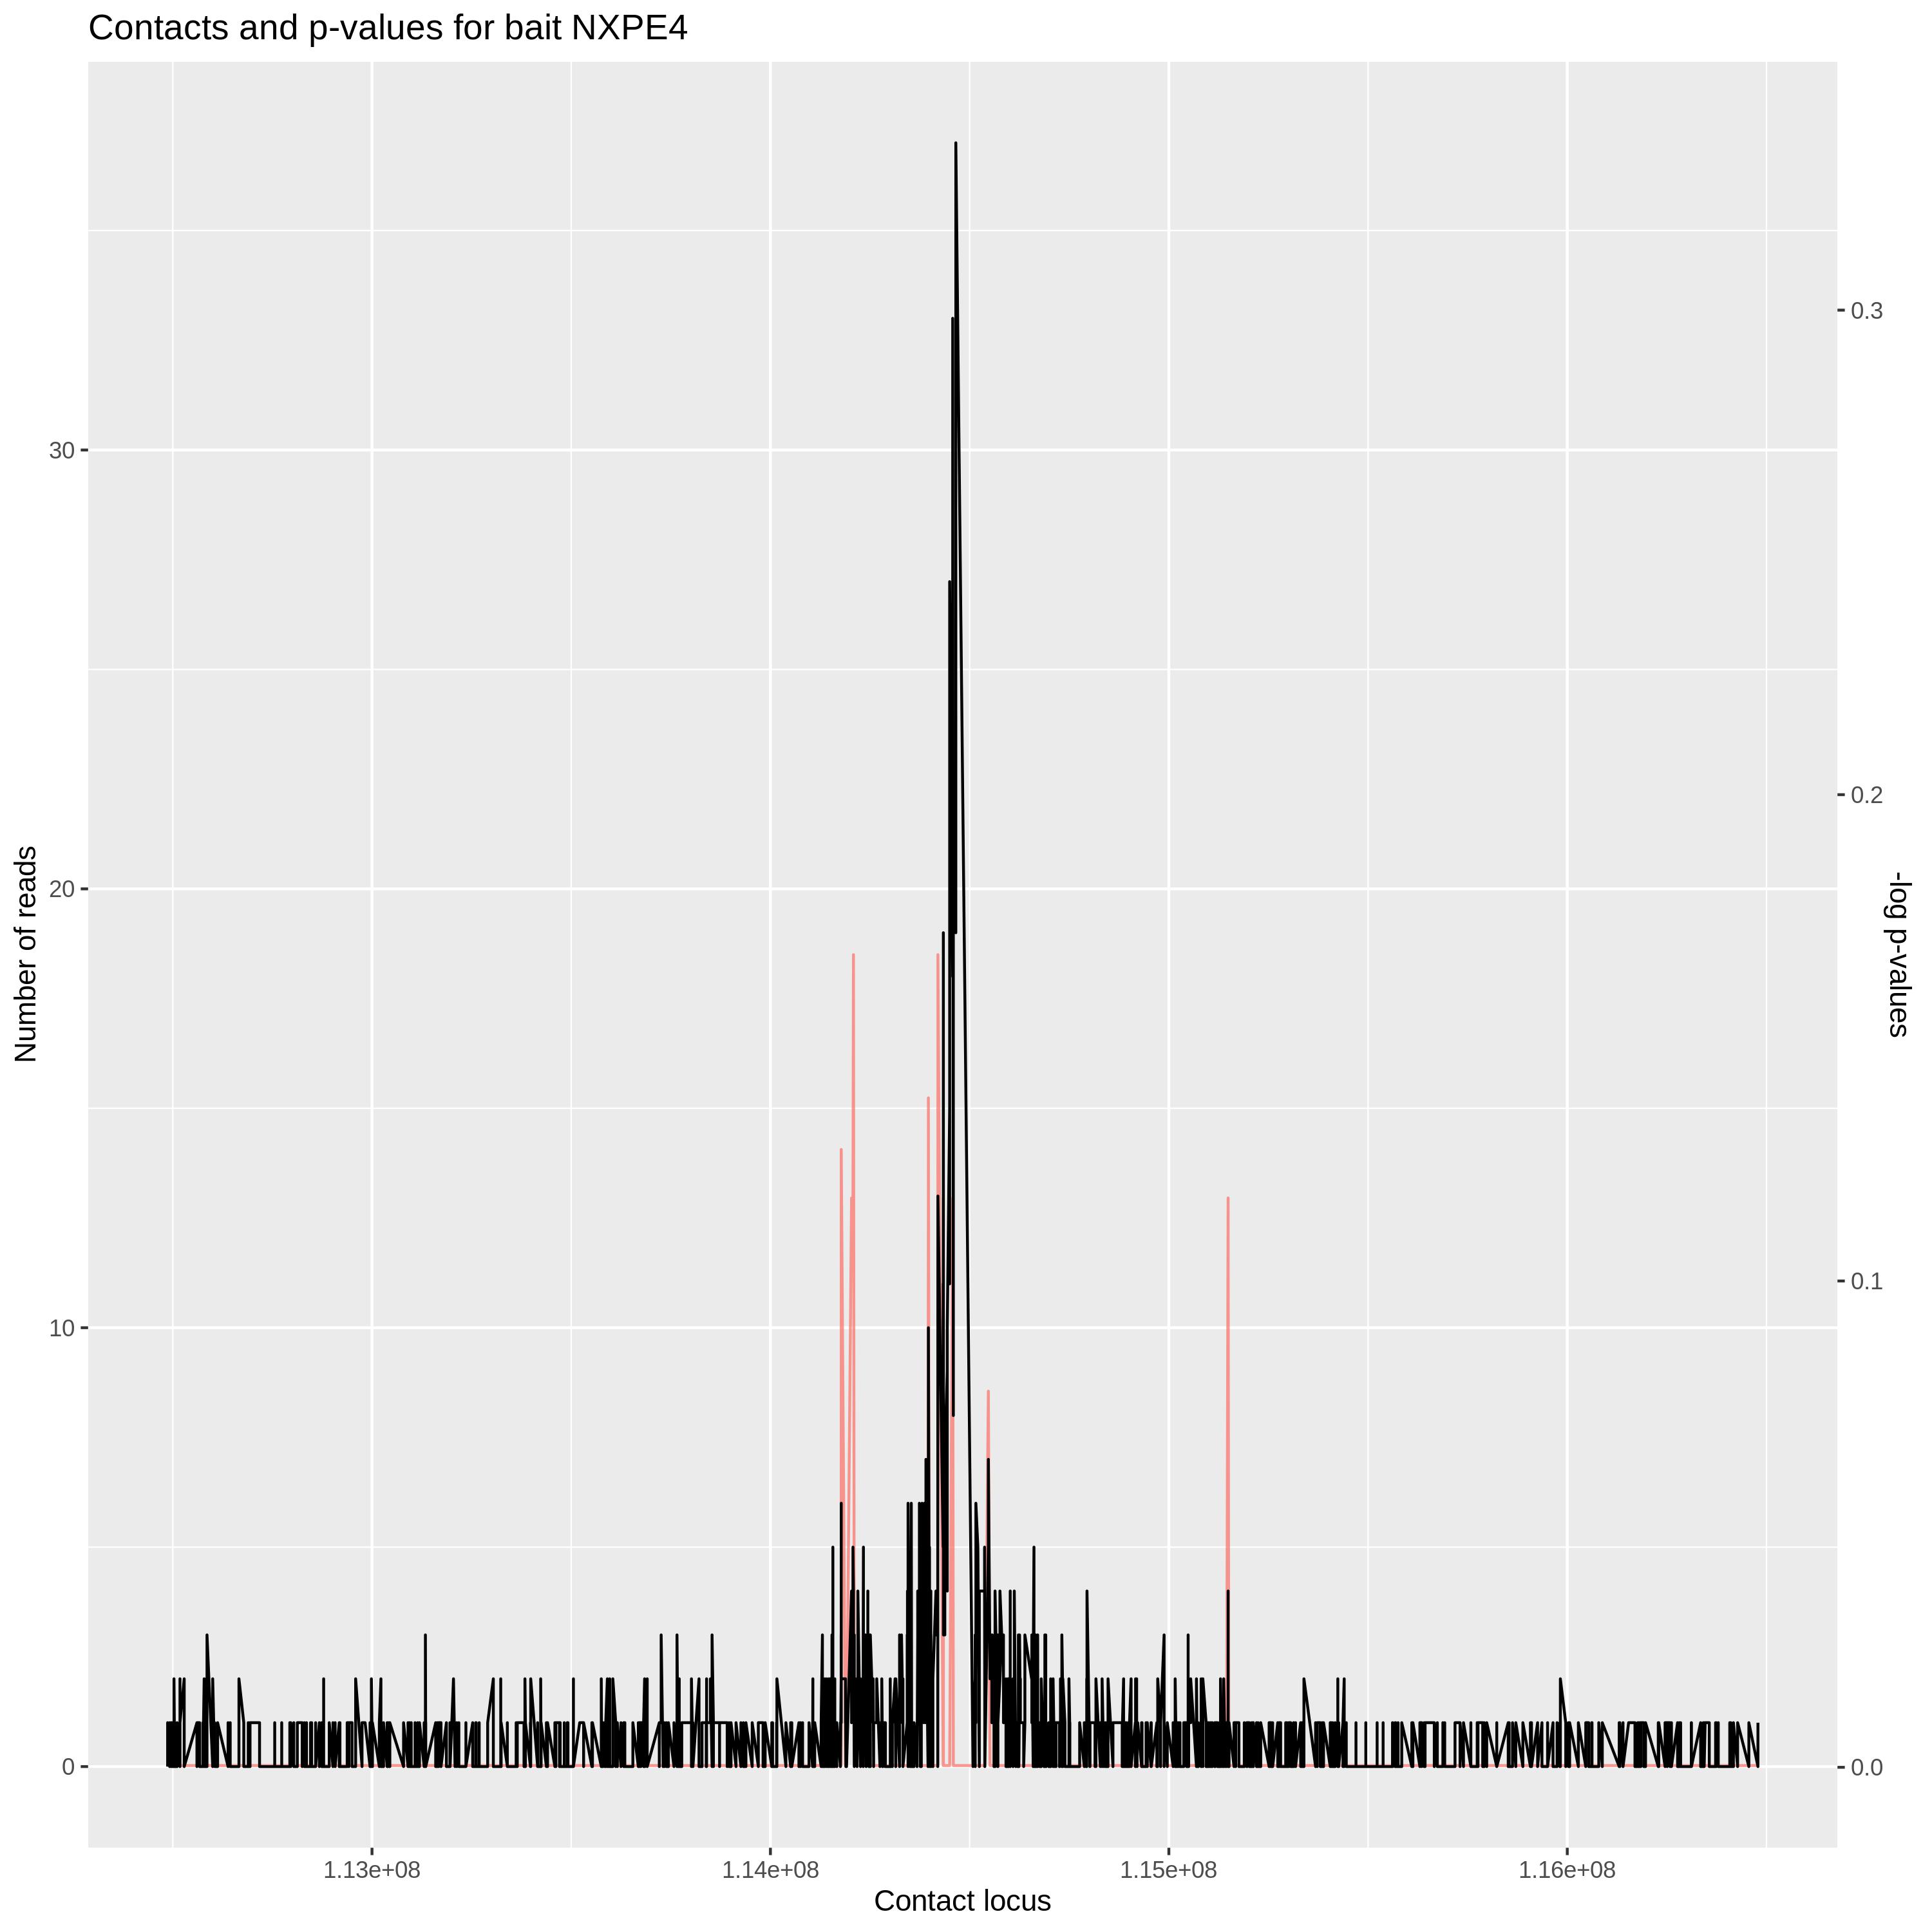 Contacts and p-values for bait NXPE4
Number of reads
30
20
10
0
0.3
0.2
0.1
0.0
-log p-values
1.13e+08 1.14e+08 1.15e+08 1.16e+08
Contact locus